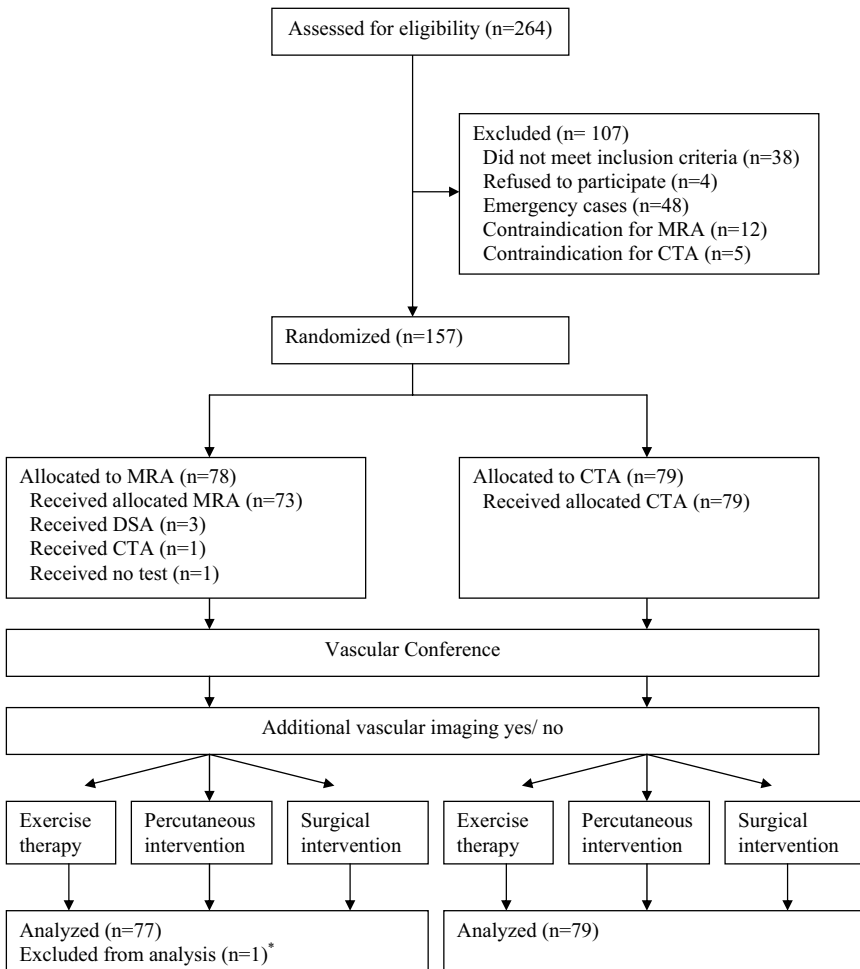 Assessed for eligibility (n=264)
Excluded (n= 107)
Did not meet inclusion criteria (n=38)
Refused to participate (n=4)
Emergency cases (n=48)
Contraindication for MRA (n=12)
Contraindication for CTA (n=5)
Randomized (n=157)
Allocated to MRA (n=78)
Received allocated MRA (n=73)
Received DSA (n=3)
Received CTA (n=1)
Received no test (n=1)
Allocated to CTA (n=79)
Received allocated CTA (n=79)
Vascular Conference
Additional vascular imaging yes/ no
Exercise
therapy
Percutaneous
intervention
Surgical
intervention
Exercise
therapy
Percutaneous
intervention
Surgical
intervention
Analyzed (n=77)
Excluded from analysis (n=1)*
Analyzed (n=79)